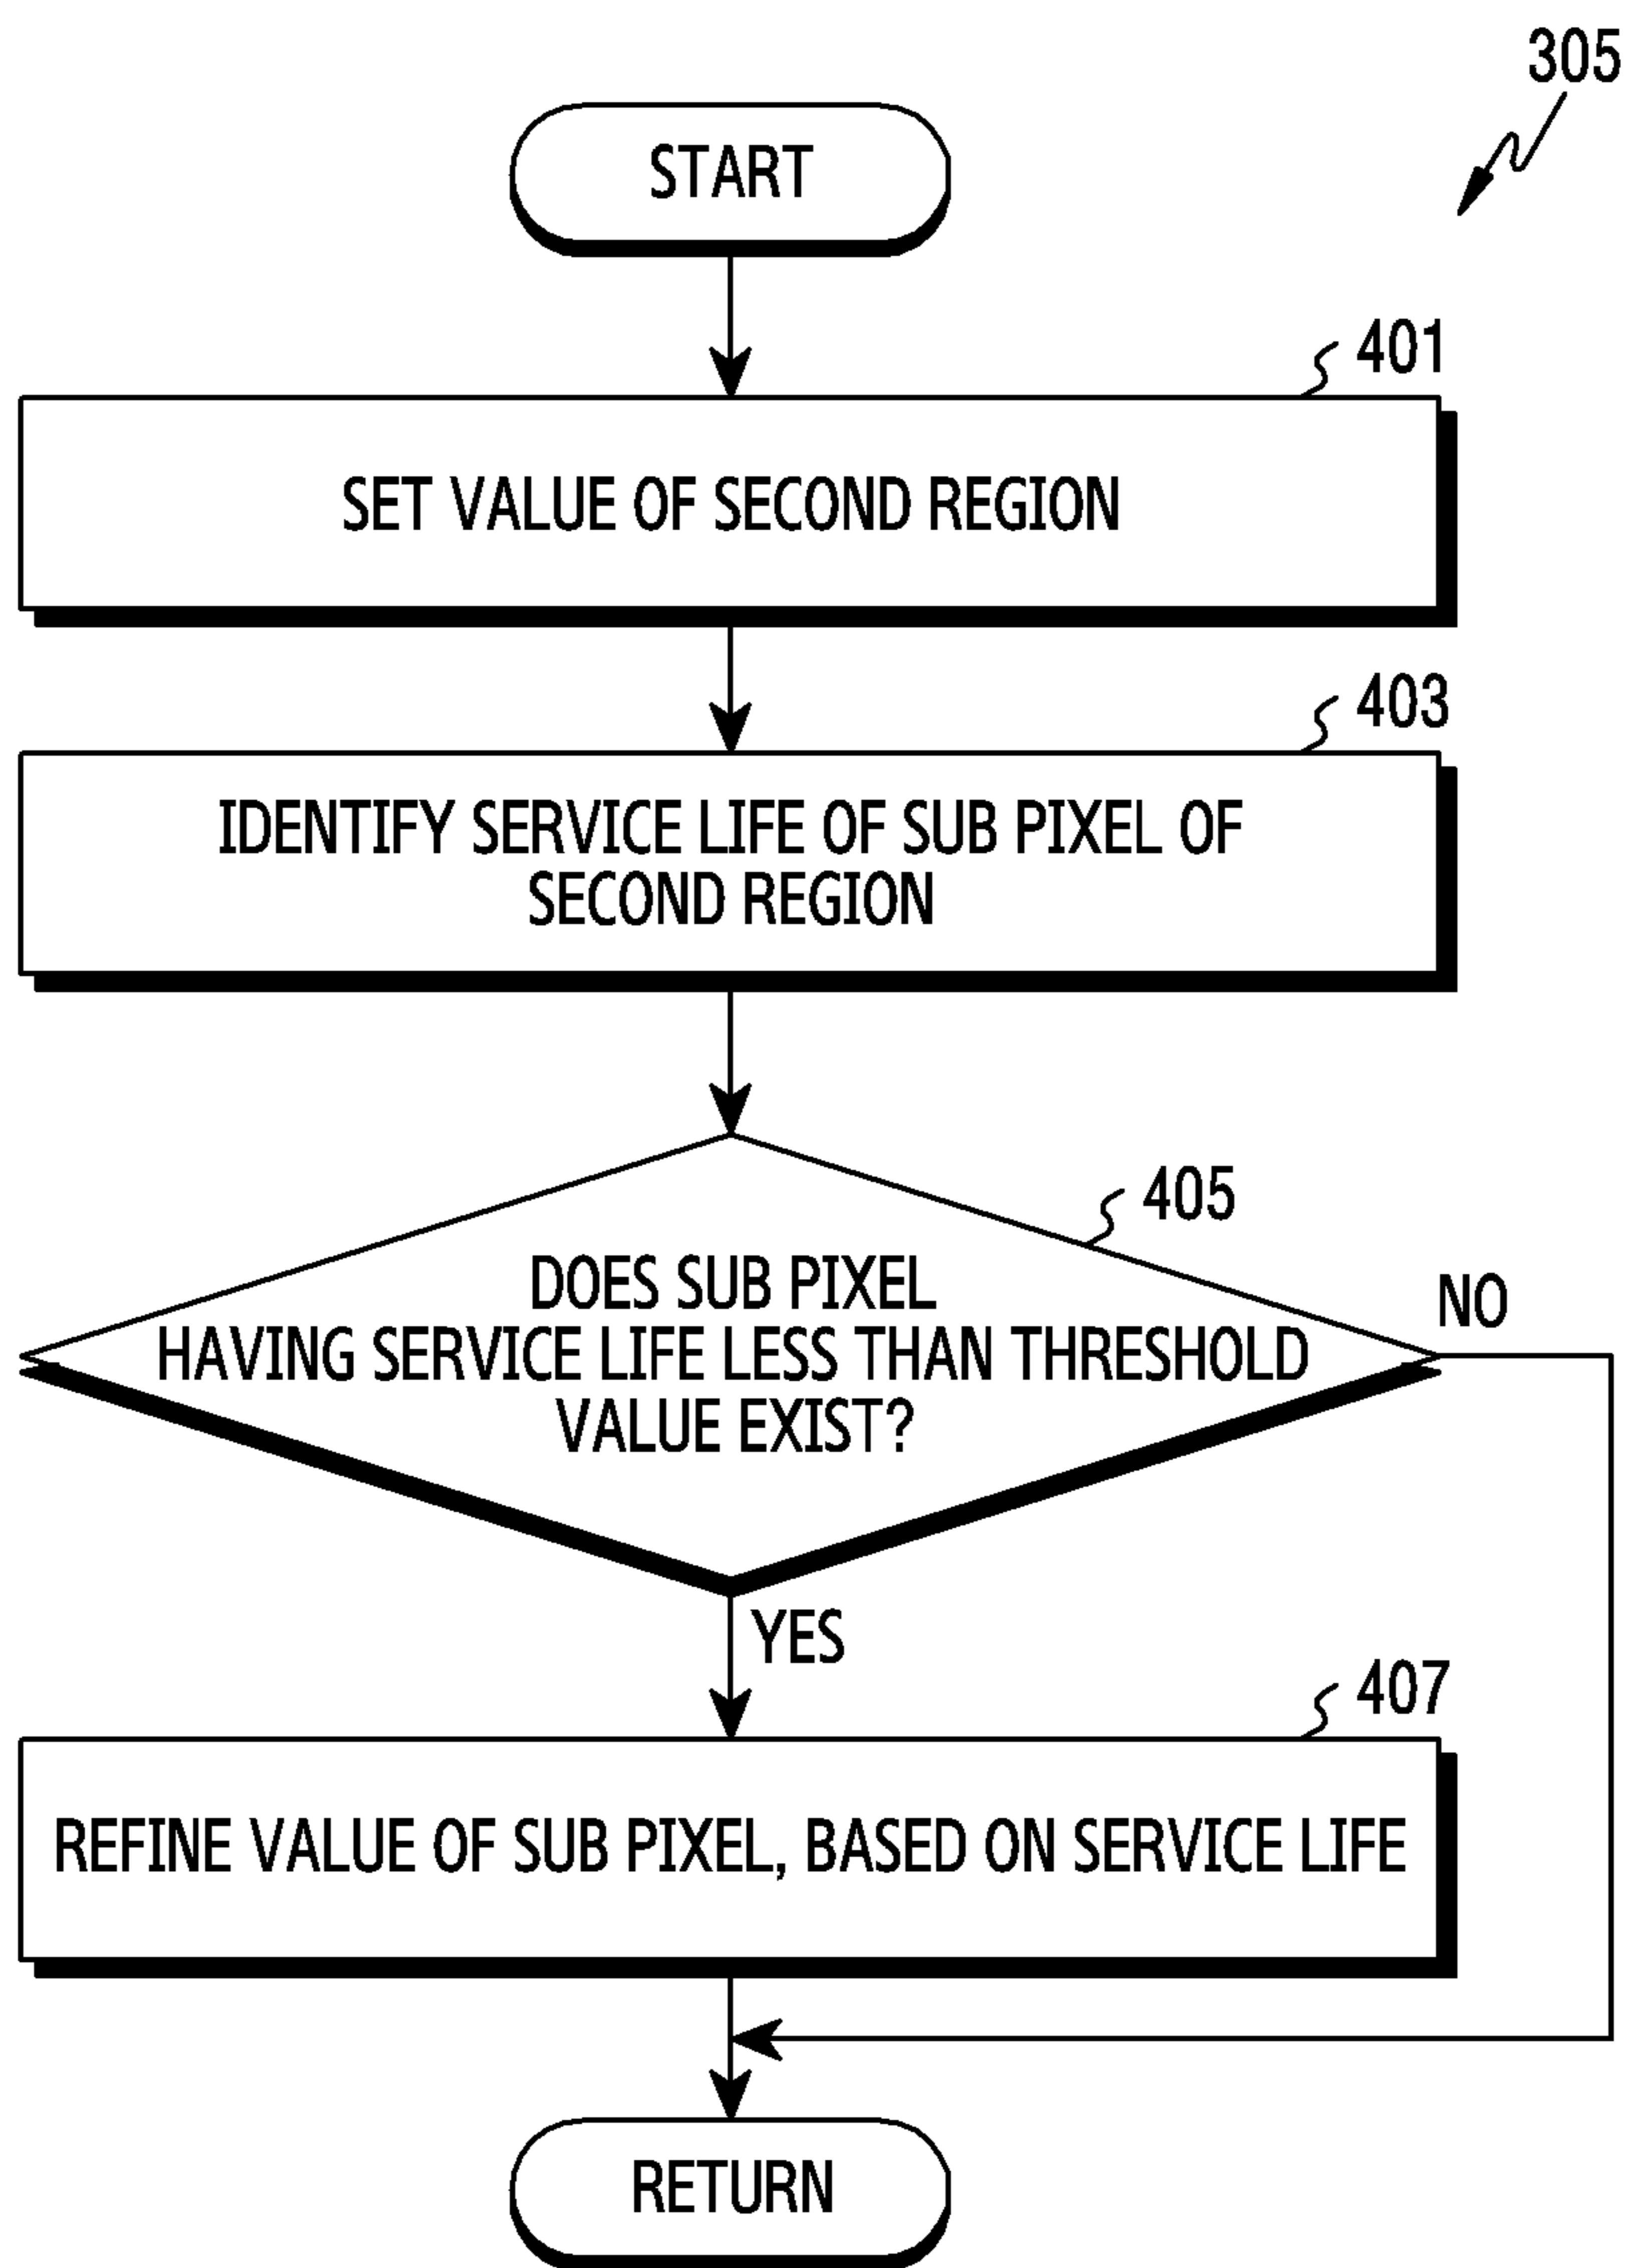 305
START
401
SET VALUE OF SECOND REGION
403
IDENTIFY SERVICE LIFE OF SUB PIXEL OF
SECOND REGION
405
DOES SUB PIXEL
HAVING SERVICE LIFE LESS THAN THRESHOLD
VALUE EXIST?
NO
YES
407
REFINE VALUE OF SUB PIXEL, BASED ON SERVICE LIFE
RETURN